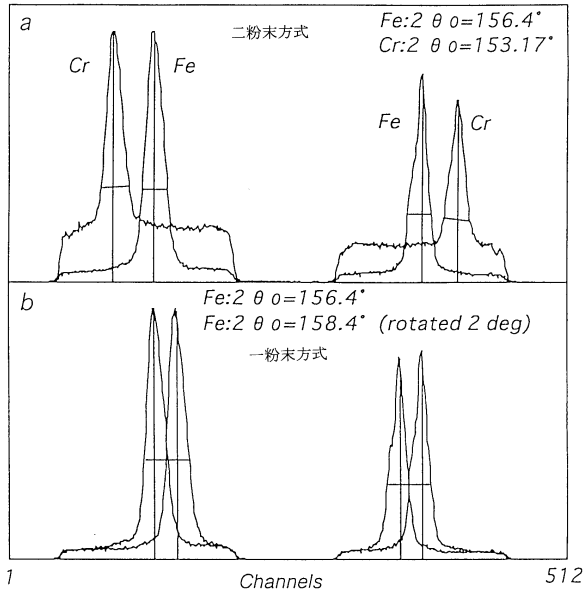 a
二粉末方式
Fe:2 θ o=156.4°
Cr:2 θ o=153.17°
Cr
Fe
Fe
Cr
b
Fe:2 θ o=156.4°
Fe:2 θ o=158.4° (rotated 2 deg)
一粉末方式
1
Channels
512